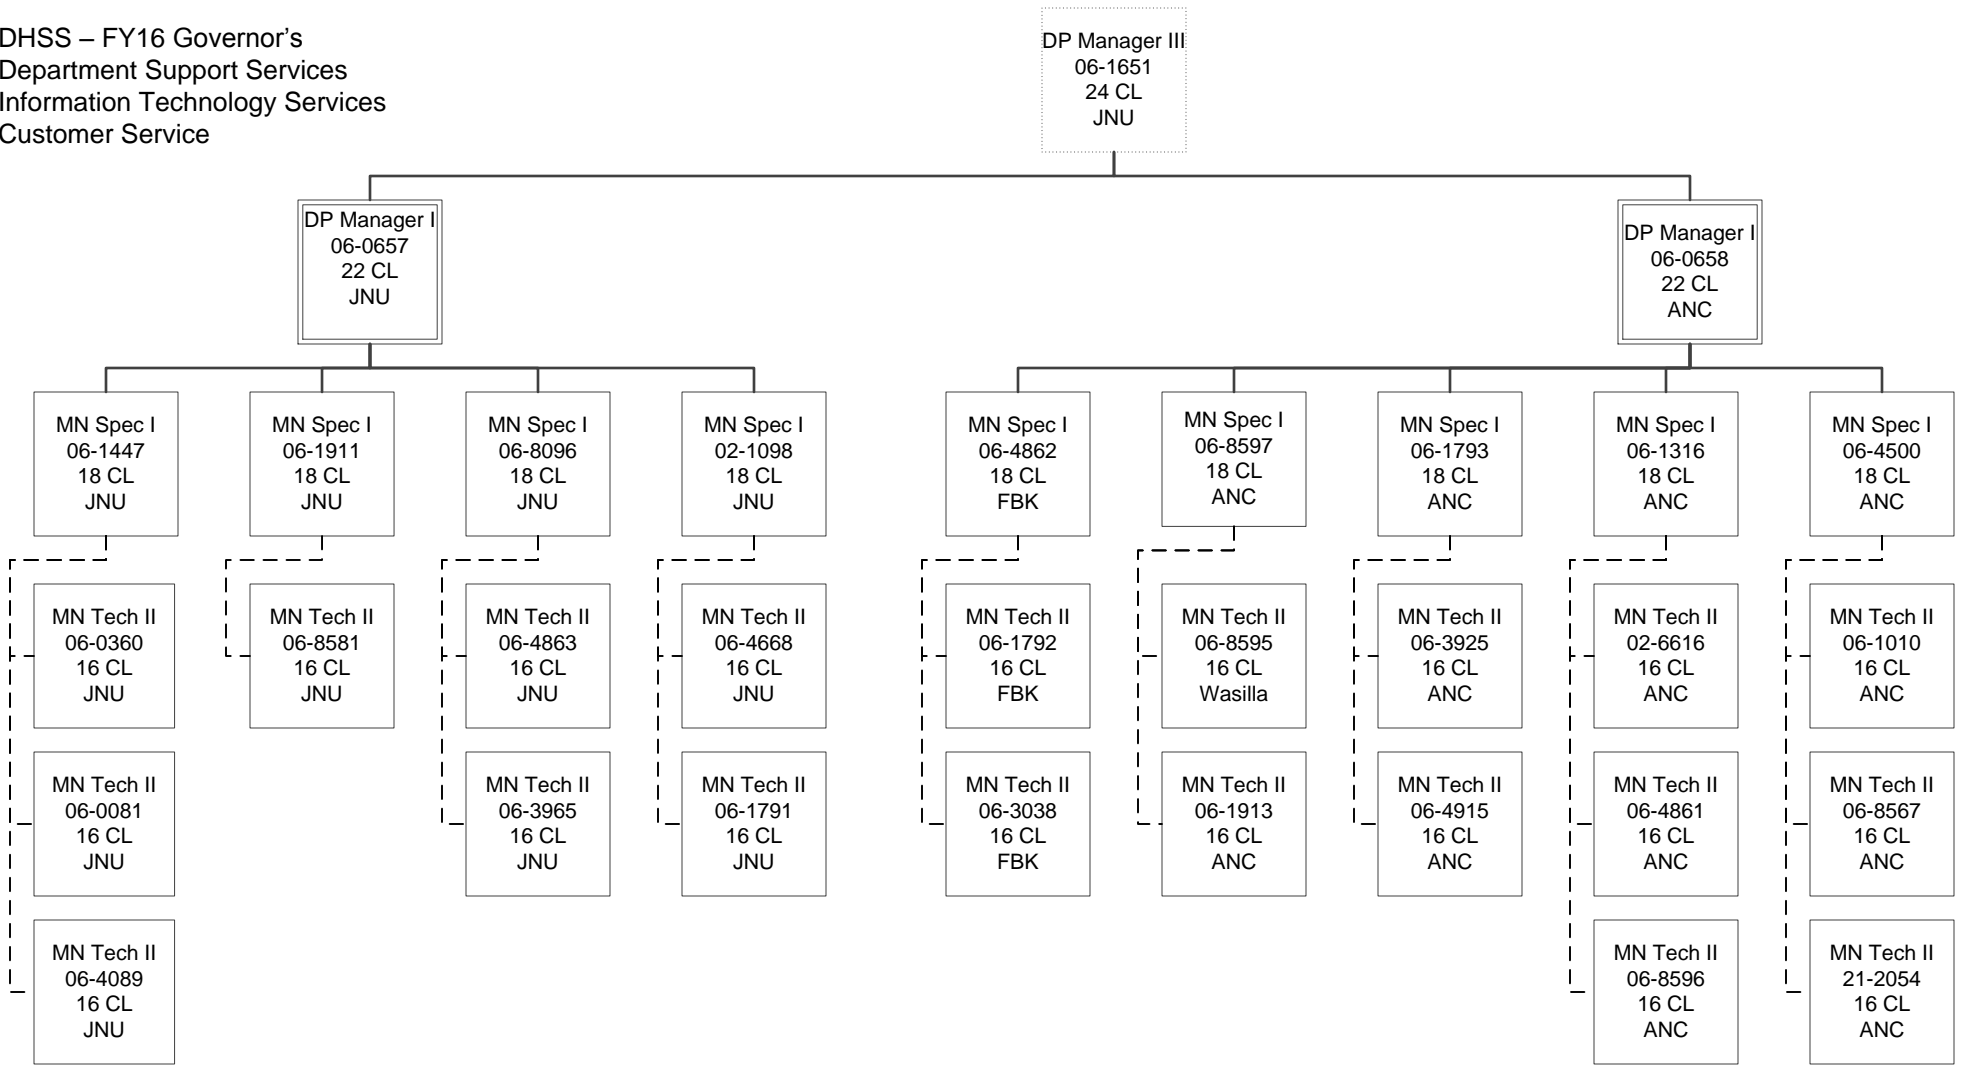 DHSS – FY16 Governor's
Department Support Services
Information Technology Services
Customer Service
DP Manager III
06-1651
24 CL
JNU
DP Manager I
06-0657
22 CL
JNU
DP Manager I
06-0658
22 CL
ANC
MN Spec I
06-1447
18 CL
JNU
MN Spec I
06-1911
18 CL
JNU
MN Spec I
06-8096
18 CL
JNU
MN Spec I
02-1098
18 CL
JNU
MN Spec I
06-4862
18 CL
FBK
MN Spec I
06-8597
18 CL
ANC
MN Spec I
06-1793
18 CL
ANC
MN Spec I
06-1316
18 CL
ANC
MN Spec I
06-4500
18 CL
ANC
MN Tech II
06-0360
16 CL
JNU
MN Tech II
06-8581
16 CL
JNU
MN Tech II
06-4863
16 CL
JNU
MN Tech II
06-4668
16 CL
JNU
MN Tech II
06-1792
16 CL
FBK
MN Tech II
06-8595
16 CL
Wasilla
MN Tech II
06-3925
16 CL
ANC
MN Tech II
02-6616
16 CL
ANC
MN Tech II
06-1010
16 CL
ANC
MN Tech II
06-0081
16 CL
JNU
MN Tech II
06-3965
16 CL
JNU
MN Tech II
06-1791
16 CL
JNU
MN Tech II
06-3038
16 CL
FBK
MN Tech II
06-1913
16 CL
ANC
MN Tech II
06-4915
16 CL
ANC
MN Tech II
06-4861
16 CL
ANC
MN Tech II
06-8567
16 CL
ANC
MN Tech II
06-4089
16 CL
JNU
MN Tech II
06-8596
16 CL
ANC
MN Tech II
21-2054
16 CL
ANC